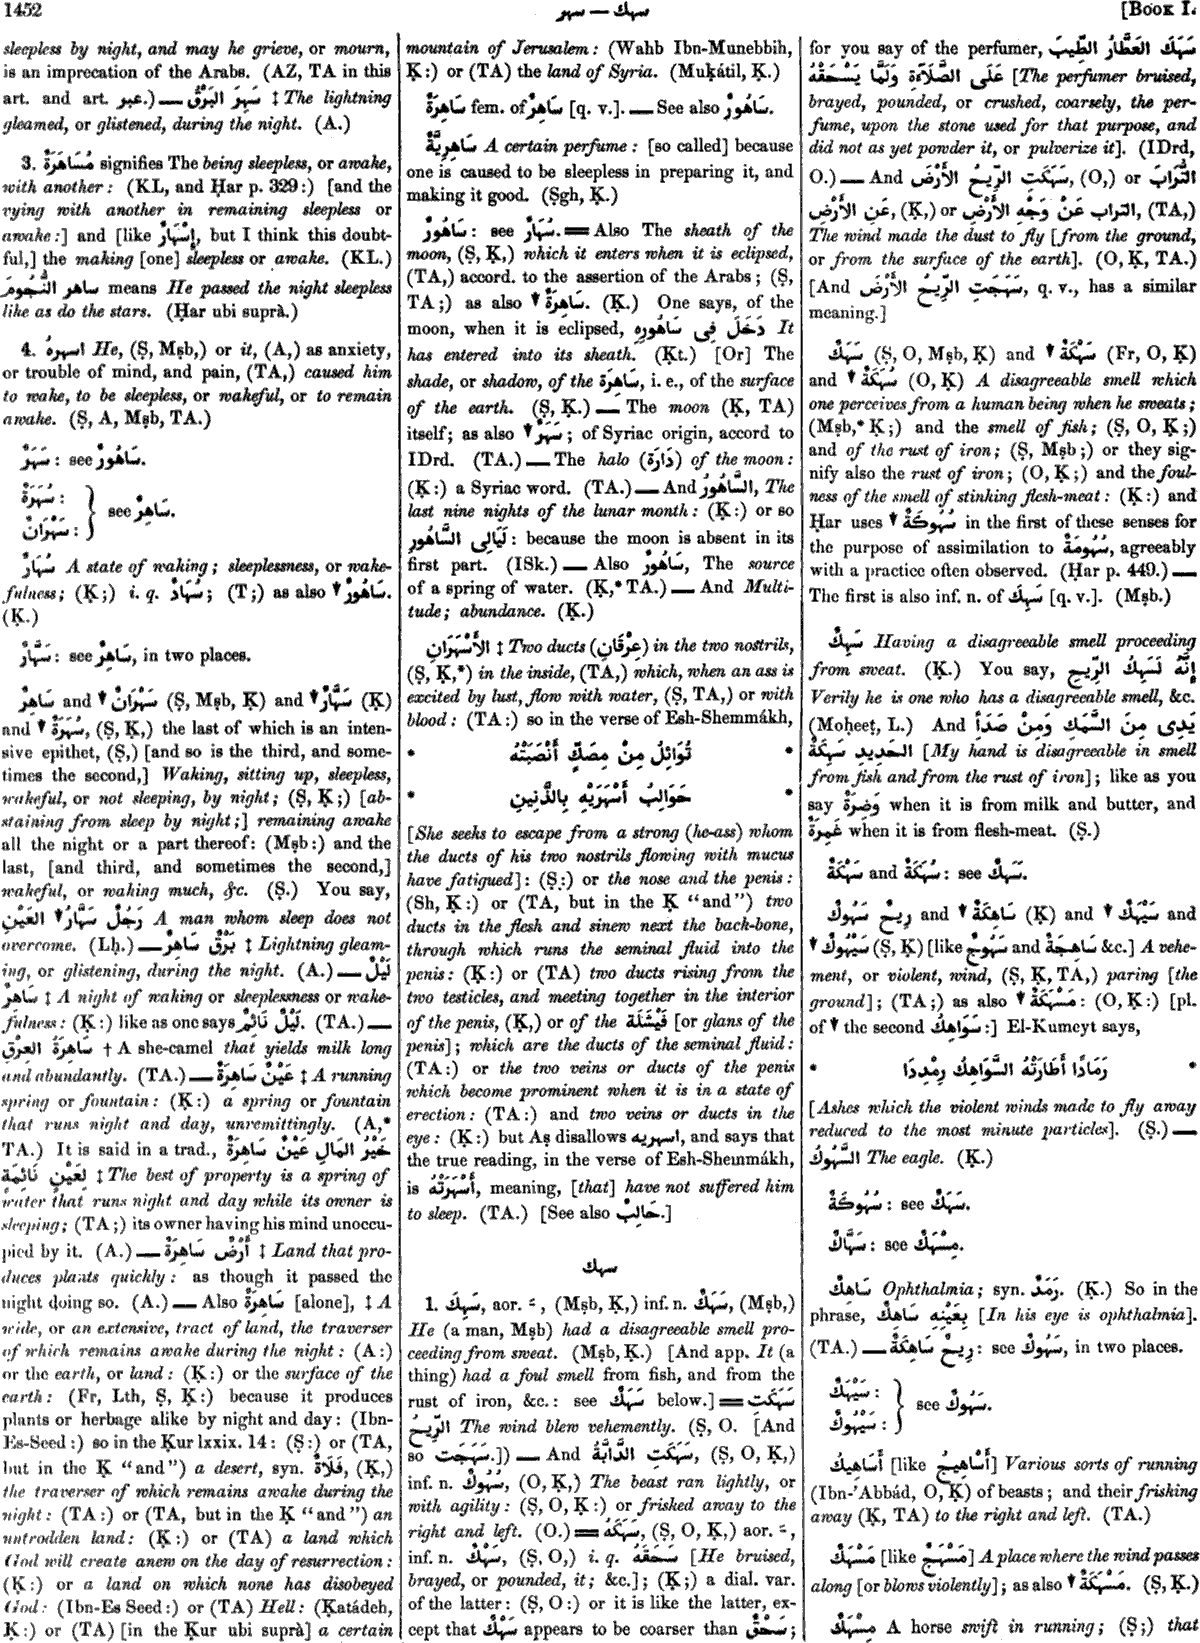 1452
سهك — سهر
[BOOK I.
sleepless by night, and may he grieve, or mourn,
is an imprecation of the Arabs. (AZ, TA in this
art. and art. عبر.) — سَهِرَ البَرْقُ ‡ The lightning
gleamed, or glistened, during the night. (A.)
3. مُسَاهَرَةٌ signifies The being sleepless, or awake,
with another: (KL, and Ḥar p. 329:) [and the
vying with another in remaining sleepless or
awake:] and [like إِسْهَارٌ, but I think this doubt-
ful,] the making [one] sleepless or awake. (KL.)
ساهر النُّجُومَ means He passed the night sleepless
like as do the stars. (Ḥar ubi suprà.)
4. اسهرهُ He, (Ṣ, Mṣb,) or it, (A,) as anxiety,
or trouble of mind, and pain, (TA,) caused him
to wake, to be sleepless, or wakeful, or to remain
awake. (Ṣ, A, Mṣb, TA.)
سَهَرٌ: see سَاهُورٌ.
سُهَرَةٌ:
سَهْرَانُ: } see سَاهِرٌ.
سُهَارٌ A state of waking; sleeplessness, or wake-
fulness; (Ḳ;) i. q. سُهَادٌ; (T;) as also ▼ سَاهُورٌ.
(Ḳ.)
سَهَّارٌ: see سَاهِرٌ, in two places.
سَاهِرٌ and ▼ سَهْرَانُ (Ṣ, Mṣb, Ḳ) and ▼ سَهَّارٌ (Ḳ)
and ▼ سُهَرَةٌ, (Ṣ, Ḳ,) the last of which is an inten-
sive epithet, (Ṣ,) [and so is the third, and some-
times the second,] Waking, sitting up, sleepless,
wakeful, or not sleeping, by night; (Ṣ, Ḳ;) [ab-
staining from sleep by night;] remaining awake
all the night or a part thereof: (Mṣb:) and the
last, [and third, and sometimes the second,]
wakeful, or waking much, &c. (Ṣ.) You say,
رَجُلٌ سَهَّارُ▼ العَيْنِ A man whom sleep does not
overcome. (Lḥ.) — بَرْقٌ سَاهِرٌ ‡ Lightning gleam-
ing, or glistening, during the night. (A.) — لَيْلٌ
سَاهِرٌ ‡ A night of waking or sleeplessness or wake-
fulness: (Ḳ:) like as one says لَيْلٌ نَائِمٌ. (TA.) —
سَاهِرَةُ العِرْقِ † A she-camel that yields milk long
and abundantly. (TA.) — عَيْنٌ سَاهِرَةٌ ‡ A running
spring or fountain: (Ḳ:) a spring or fountain
that runs night and day, unremittingly. (A,*
TA.) It is said in a trad., خَيْرُ المَالِ عَيْنٌ سَاهِرَةٌ
لِعَيْنٍ نَائِمَةٍ ‡ The best of property is a spring of
water that runs night and day while its owner is
sleeping; (TA;) its owner having his mind unoccu-
pied by it. (A.) — أَرْضٌ سَاهِرَةٌ ‡ Land that pro-
duces plants quickly: as though it passed the
night doing so. (A.) — Also سَاهِرَةٌ [alone], ‡ A
wide, or an extensive, tract of land, the traverser
of which remains awake during the night: (A:)
or the earth, or land: (Ḳ:) or the surface of the
earth: (Fr, Lth, Ṣ, Ḳ:) because it produces
plants or herbage alike by night and day: (Ibn-
Es-Seed:) so in the Ḳur lxxix. 14: (Ṣ:) or (TA,
but in the Ḳ “and”) a desert, syn. فَلَاةٌ, (Ḳ,)
the traverser of which remains awake during the
night: (TA:) or (TA, but in the Ḳ “and”) an
untrodden land: (Ḳ:) or (TA) a land which
God will create anew on the day of resurrection:
(Ḳ:) or a land on which none has disobeyed
God: (Ibn-Es Seed:) or (TA) Hell: (Ḳatádeh,
Ḳ:) or (TA) [in the Ḳur ubi suprà] a certain
mountain of Jerusalem: (Wahb Ibn-Munebbih,
Ḳ:) or (TA) the land of Syria. (Muḳátil, Ḳ.)
سَاهِرَةٌ fem. of سَاهِرٌ [q. v.]. — See also سَاهُورٌ.
سَاهِرِيَّةٌ A certain perfume: [so called] because
one is caused to be sleepless in preparing it, and
making it good. (Ṣgh, Ḳ.)
سَاهُورٌ: see سُهَارٌ. = Also The sheath of the
moon, (Ṣ, Ḳ,) which it enters when it is eclipsed,
(TA,) accord. to the assertion of the Arabs; (Ṣ,
TA;) as also ▼ سَاهِرَةٌ. (Ḳ.) One says, of the
moon, when it is eclipsed, دَخَلَ فِى سَاهُورِهِ It
has entered into its sheath. (Ḳt.) [Or] The
shade, or shadow, of the سَاهِرَة, i. e., of the surface
of the earth. (Ṣ, Ḳ.) — The moon (Ḳ, TA)
itself; as also ▼ سَهَرٌ; of Syriac origin, accord to
IDrd. (TA.) — The halo (دَارَة) of the moon:
(Ḳ:) a Syriac word. (TA.) — And السَّاهُورُ, The
last nine nights of the lunar month: (Ḳ:) or so
لَيَالِى السَّاهُورِ: because the moon is absent in its
first part. (ISk.) — Also سَاهُورٌ, The source
of a spring of water. (Ḳ,* TA.) — And Multi-
tude; abundance. (Ḳ.)
الأَسْهَرَانِ ‡ Two ducts (عِرْقَانِ) in the two nostrils,
(Ṣ, Ḳ,*) in the inside, (TA,) which, when an ass is
excited by lust, flow with water, (Ṣ, TA,) or with
blood: (TA:) so in the verse of Esh-Shemmákh,
* تُوَائِلُ مِنْ مِصَكٍّ أَنْصَبَتْهُ *
* حَوَالِبُ أَسْهَرَيْهِ بِالذَّنِينِ *
[She seeks to escape from a strong (he-ass) whom
the ducts of his two nostrils flowing with mucus
have fatigued]: (Ṣ:) or the nose and the penis:
(Sh, Ḳ:) or (TA, but in the Ḳ “and”) two
ducts in the flesh and sinew next the back-bone,
through which runs the seminal fluid into the
penis: (Ḳ:) or (TA) two ducts rising from the
two testicles, and meeting together in the interior
of the penis, (Ḳ,) or of the فَيْشَلَة [or glans of the
penis]; which are the ducts of the seminal fluid:
(TA:) or the two veins or ducts of the penis
which become prominent when it is in a state of
erection: (TA:) and two veins or ducts in the
eye: (Ḳ:) but Aṣ disallows اسهريه, and says that
the true reading, in the verse of Esh-Shemmákh,
is أَسْهَرَتْهُ, meaning, [that] have not suffered him
to sleep. (TA.) [See also حَالِبٌ.]
سهك
1. سَهِكَ, aor. ـَ, (Mṣb, Ḳ,) inf. n. سَهَكٌ, (Mṣb,)
He (a man, Mṣb) had a disagreeable smell pro-
ceeding from sweat. (Mṣb, Ḳ.) [And app. It (a
thing) had a foul smell from fish, and from the
rust of iron, &c.: see سَهَكٌ below.] = سَهَكَتِ
الرِّيحُ The wind blew vehemently. (Ṣ, O. [And
so سَهَجَت.]) — And سَهَكَتِ الدَّابَّةُ, (Ṣ, O, Ḳ,)
inf. n. سُهُوكٌ, (O, Ḳ,) The beast ran lightly, or
with agility: (Ṣ, O, Ḳ:) or frisked away to the
right and left. (O.) = سَهَكَهُ, (Ṣ, O, Ḳ,) aor. ـَ,
inf. n. سَهْكٌ, (Ṣ, O,) i. q. سَحَقَهُ [He bruised,
brayed, or pounded, it; &c.]; (Ḳ;) a dial. var.
of the latter: (Ṣ, O:) or it is like the latter, ex-
cept that سَهْكٌ appears to be coarser than سَحْقٌ;
for you say of the perfumer, سَهَكَ العَطَّارُ الطِّيبَ
عَلَى الصَّلَآءَةِ وَلَمَّا يَسْحَقْهُ [The perfumer bruised,
brayed, pounded, or crushed, coarsely, the per-
fume, upon the stone used for that purpose, and
did not as yet powder it, or pulverize it]. (IDrd,
O.) — And سَهَكَتِ الرِّيحُ الأَرْضَ, (O,) or التُّرَابَ
عَنِ الأَرْضِ, (Ḳ,) or التراب عَنْ وَجْهِ الأَرْضِ, (TA,)
The wind made the dust to fly [from the ground,
or from the surface of the earth]. (O, Ḳ, TA.)
[And سَهَجَتِ الرِّيحُ الأَرْضَ, q. v., has a similar
meaning.]
سَهَكٌ (Ṣ, O, Mṣb, Ḳ) and ▼ سَهْكَةٌ (Fr, O, Ḳ)
and ▼ سُهْكَةٌ (O, Ḳ) A disagreeable smell which
one perceives from a human being when he sweats;
(Mṣb,* Ḳ;) and the smell of fish; (Ṣ, O, Ḳ;)
and of the rust of iron; (Ṣ, Mṣb;) or they sig-
nify also the rust of iron; (O, Ḳ;) and the foul-
ness of the smell of stinking flesh-meat: (Ḳ:) and
Ḥar uses ▼ سُهُوكَةٌ in the first of these senses for
the purpose of assimilation to سُهُومَةٌ, agreeably
with a practice often observed. (Ḥar p. 449.) —
The first is also inf. n. of سَهِكَ [q. v.]. (Mṣb.)
سَهِكٌ Having a disagreeable smell proceeding
from sweat. (Ḳ.) You say, إِنَّهُ لَسَهِكُ الرِّيحِ
Verily he is one who has a disagreeable smell, &c.
(Moḥeeṭ, L.) And يَدِى مِنَ السَّمَكِ وَمِنْ صَدَأِ
الحَدِيدِ سَهِكَةٌ [My hand is disagreeable in smell
from fish and from the rust of iron]; like as you
say وَضِرَةٌ when it is from milk and butter, and
غَمِرَةٌ when it is from flesh-meat. (Ṣ.)
سَهْكَةٌ and سُهْكَةٌ: see سَهَكٌ.
رِيحٌ سَهُوكٌ and ▼ سَاهِكَةٌ (Ḳ) and ▼ سَيْهَكٌ and
▼ سَيْهُوكٌ (Ṣ, Ḳ) [like سَهُوجٌ and سَاهِجَةٌ &c.] A vehe-
ment, or violent, wind, (Ṣ, Ḳ, TA,) paring [the
ground]; (TA;) as also ▼ مَسْهَكَةٌ: (O, Ḳ:) [pl.
of ▼ the second سَوَاهِكُ:] El-Kumeyt says,
* رَمَادًا أَطَارَتْهُ السَّوَاهِكُ رِمْدِدَا *
[Ashes which the violent winds made to fly away
reduced to the most minute particles]. (Ṣ.) —
السَّهُوكُ The eagle. (Ḳ.)
سُهُوكَةٌ: see سَهَكٌ.
سَهَّاكٌ: see مِسْهَكٌ.
سَاهِكٌ Ophthalmia; syn. رَمَدٌ. (Ḳ.) So in the
phrase, بِعَيْنِهِ سَاهِكٌ [In his eye is ophthalmia].
(TA.) — رِيحٌ سَاهِكَةٌ: see سَهُوكٌ, in two places.
سَيْهَكٌ:
سَيْهُوكٌ: } see سَهُوكٌ.
أَسَاهِيكُ [like أَسَاهِيجُ] Various sorts of running
(Ibn-'Abbád, O, Ḳ) of beasts; and their frisking
away (Ḳ, TA) to the right and left. (TA.)
مَسْهَكٌ [like مَسْهَجٌ] A place where the wind passes
along [or blows violently]; as also ▼ مَسْهَكَةٌ. (Ṣ, Ḳ.)
مِسْهَكٌ A horse swift in running; (Ṣ;) that